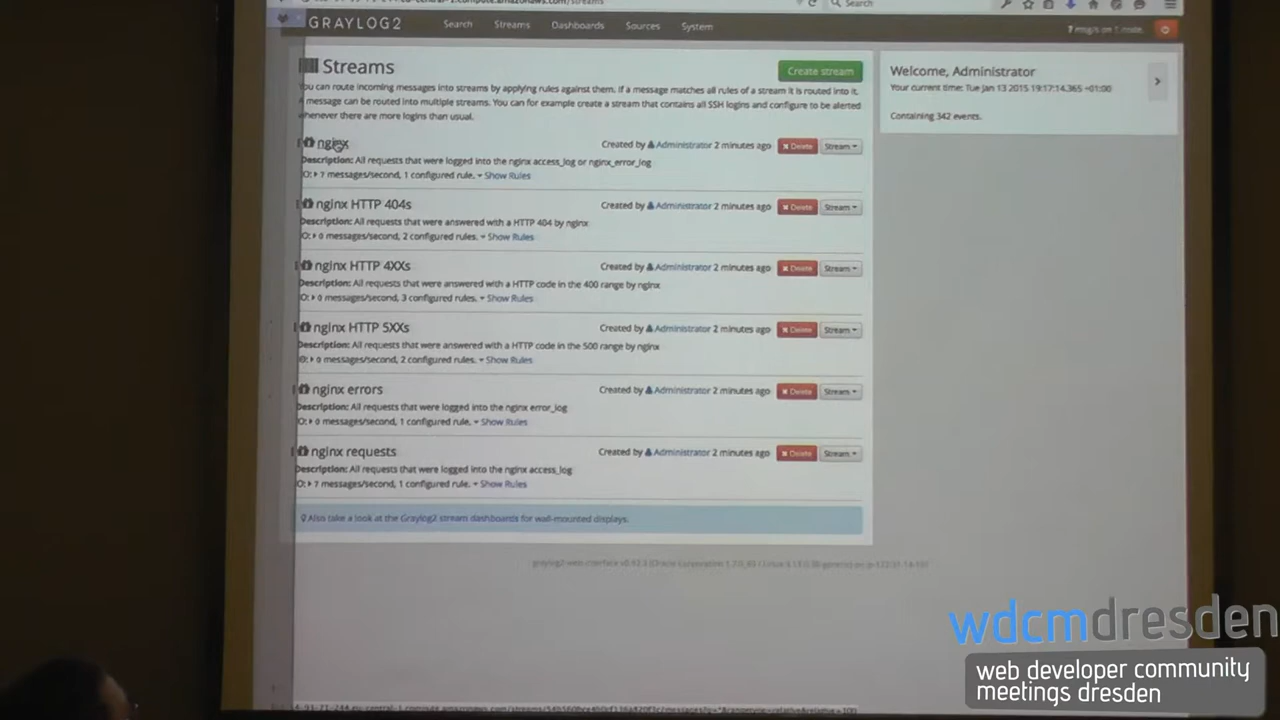 Search
GRAYLOG2
Search
Streams
Dashboards
Sources
System
7 msg/s on 1 node.
Streams
Create stream
You can route incoming messages into streams by applying rules against them. If a message matches all rules of a stream it is routed into it.
A message can be routed into multiple streams. You can for example create a stream that contains all SSH logins and configure to be alerted
whenever there are more logins than usual.
Welcome, Administrator
Your current time: Tue Jan 13 2015 19:17:14.365 +01:00
Containing 342 events.
nginx
Created by Administrator 2 minutes ago
Delete
Stream
Description: All requests that were logged into the nginx access_log or nginx_error_log
7 messages/second, 1 configured rule. Show Rules
nginx HTTP 404s
Created by Administrator 2 minutes ago
Delete
Stream
Description: All requests that were answered with a HTTP 404 by nginx
0 messages/second, 2 configured rules. Show Rules
nginx HTTP 4XXs
Created by Administrator 2 minutes ago
Delete
Stream
Description: All requests that were answered with a HTTP code in the 400 range by nginx
0 messages/second, 3 configured rules. Show Rules
nginx HTTP 5XXs
Created by Administrator 2 minutes ago
Delete
Stream
Description: All requests that were answered with a HTTP code in the 500 range by nginx
0 messages/second, 2 configured rules. Show Rules
nginx errors
Created by Administrator 2 minutes ago
Delete
Stream
Description: All requests that were logged into the nginx error_log
0 messages/second, 1 configured rule. Show Rules
nginx requests
Created by Administrator 2 minutes ago
Delete
Stream
Description: All requests that were logged into the nginx access_log
7 messages/second, 1 configured rule. Show Rules
Also take a look at the Graylog2 stream dashboards for wall-mounted displays.
wdcmdresden
web developer community
meetings dresden